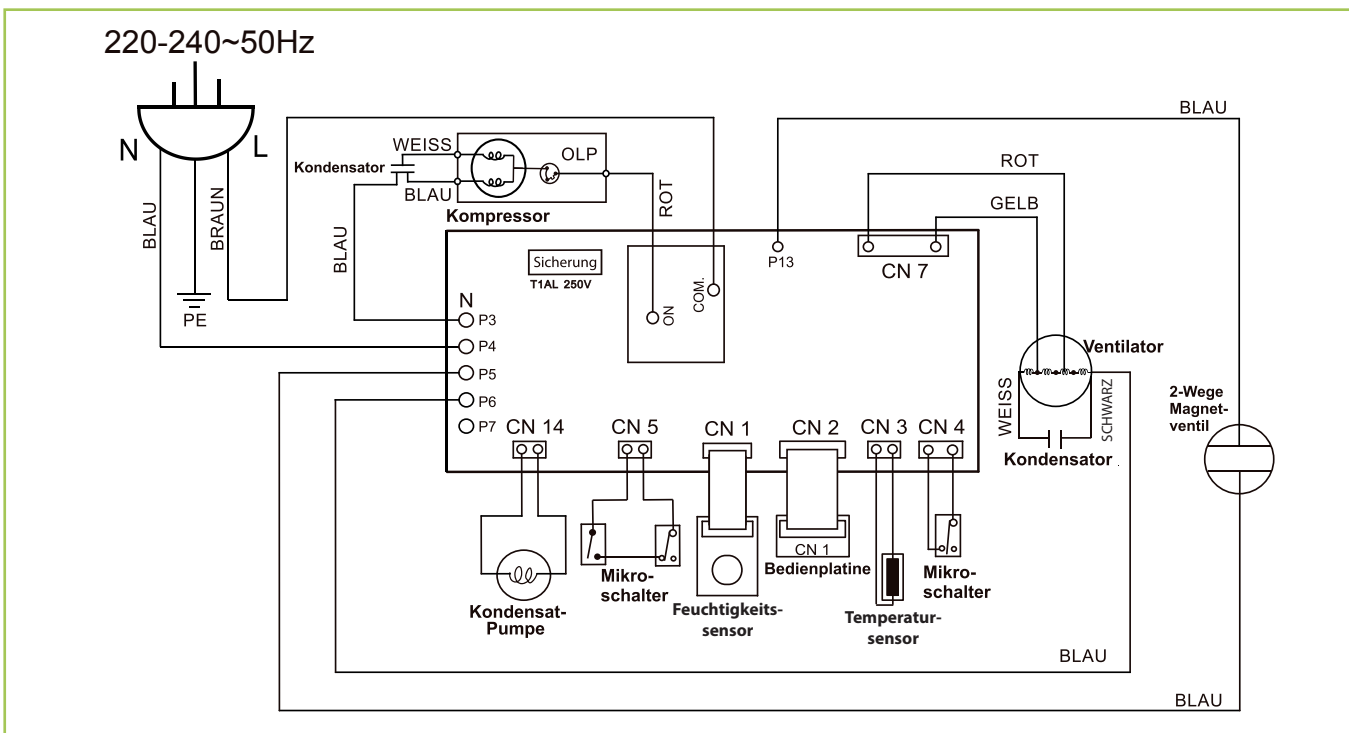 220-240~50Hz
N
L
BLAU
BRAUN
PE
Kondensator
WEISS
BLAU
OLP
Kompressor
BLAU
ROT
BLAU
ROT
GELB
Sicherung
T1AL 250V
ON
COM.
P13
CN 7
N
P3
P4
P5
P6
P7
CN 14
CN 5
CN 1
CN 2
CN 3
CN 4
Ventilator
WEISS
SCHWARZ
Kondensator
2-Wege
Magnet-
ventil
Kondensat-
Pumpe
Mikro-
schalter
Feuchtigkeits-
sensor
CN 1
Bedienplatine
Temperatur-
sensor
Mikro-
schalter
BLAU
BLAU